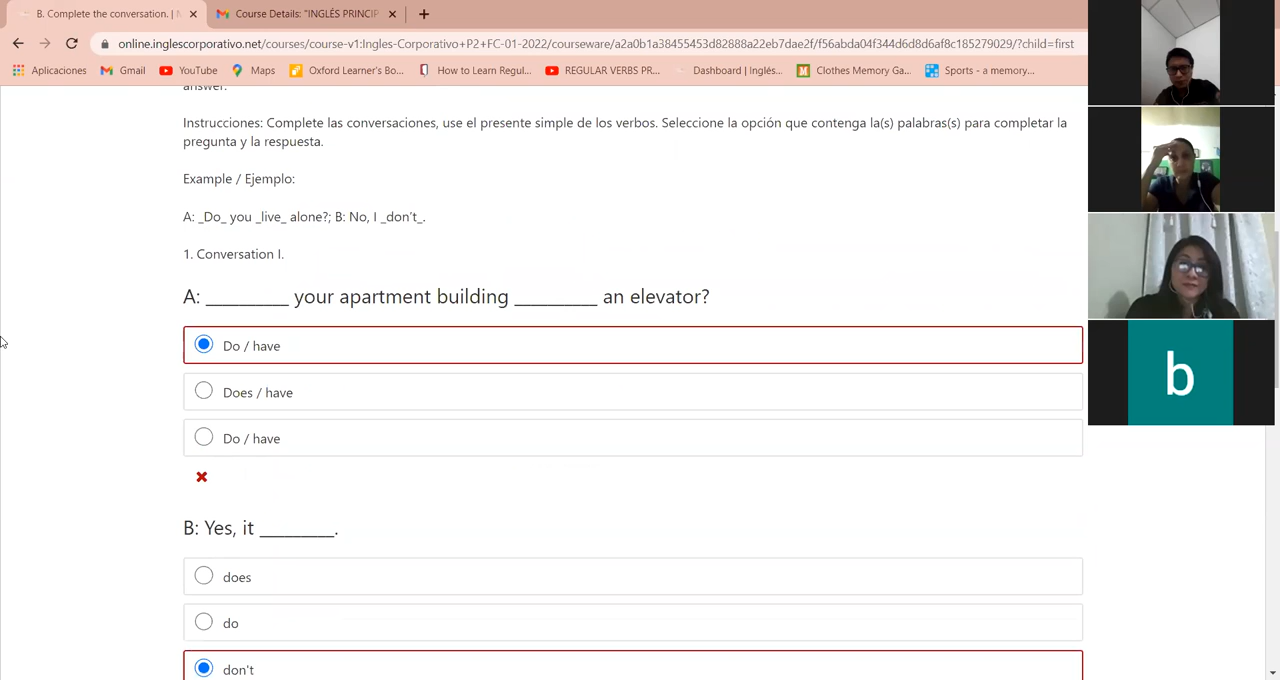 B. Complete the conversation. |
Course Details: "INGLÉS PRINCIP
online.inglescorporativo.net/courses/course-v1:Ingles-Corporativo+P2+FC-01-2022/courseware/a2a0b1a38455453d82888a22eb7dae2f/f56abda04f344d6d8d6af8c185279029/?child=first
Aplicaciones Gmail YouTube Maps Oxford Learner's Bo... How to Learn Regul... REGULAR VERBS PR... Dashboard | Inglés... Clothes Memory Ga... Sports - a memory...
answer.
Instrucciones: Complete las conversaciones, use el presente simple de los verbos. Seleccione la opción que contenga la(s) palabras(s) para completar la
pregunta y la respuesta.
Example / Ejemplo:
A: _Do_ you _live_ alone?; B: No, I _don't_.
1. Conversation I.
A: __________ your apartment building __________ an elevator?
Do / have
Does / have
Do / have
B: Yes, it _________.
does
do
don't
b